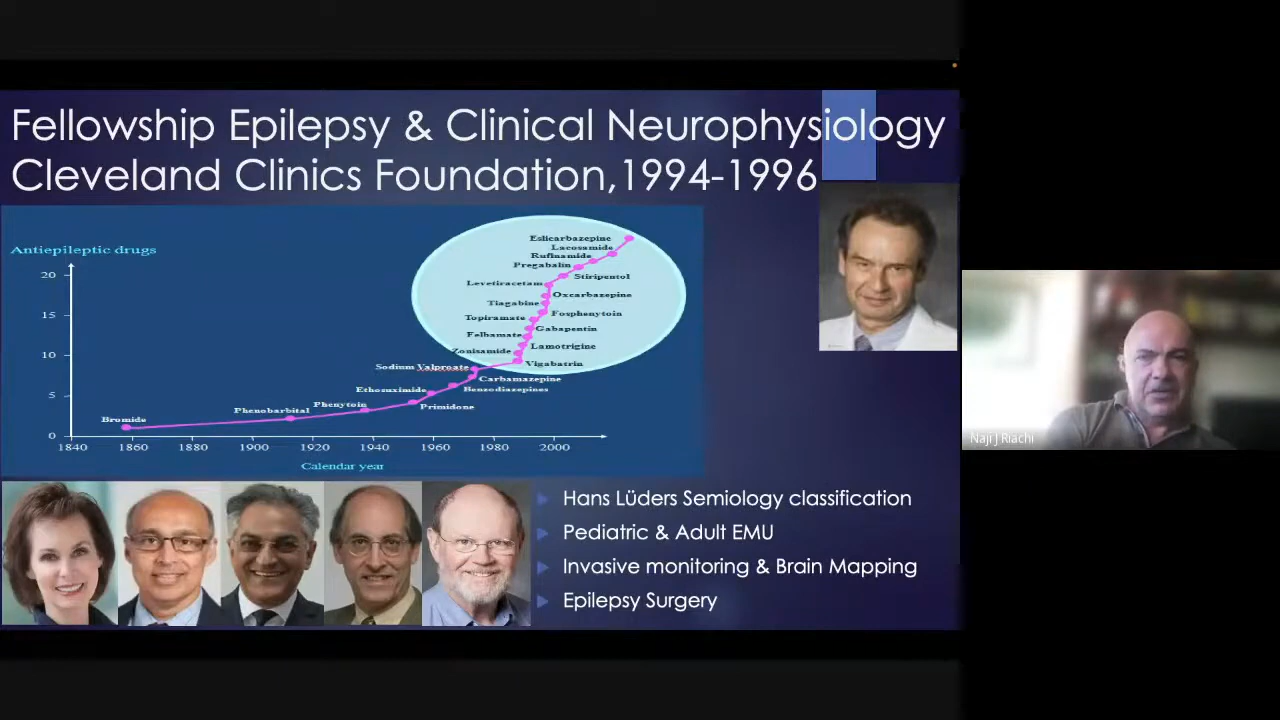 Fellowship Epilepsy & Clinical Neurophysiology
Cleveland Clinics Foundation,1994-1996
Antiepileptic drugs
20
15
10
5
0
1840
1860
1880
1900
1920
1940
1960
1980
2000
Calendar year
Eslicarbazepine
Lacosamide
Rufinamide
Pregabalin
Stiripentol
Levetiracetam
Oxcarbazepine
Tiagabine
Fosphenytoin
Topiramate
Gabapentin
Felbamate
Lamotrigine
Zonisamide
Vigabatrin
Sodium Valproate
Carbamazepine
Ethosuximide
Benzodiazepines
Phenobarbital
Phenytoin
Primidone
Bromide
Hans Lüders Semiology classification
Pediatric & Adult EMU
Invasive monitoring & Brain Mapping
Epilepsy Surgery
Naji J Riachi